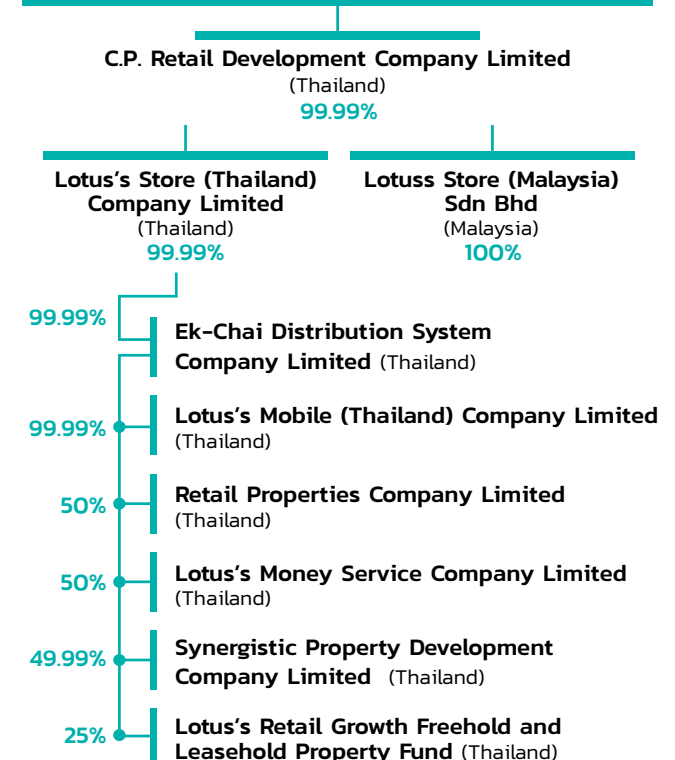 C.P. Retail Development Company Limited
(Thailand)
99.99%
Lotus's Store (Thailand)
Company Limited
(Thailand)
99.99%
Lotuss Store (Malaysia)
Sdn Bhd
(Malaysia)
100%
99.99%
Ek-Chai Distribution System
Company Limited (Thailand)
99.99%
Lotus's Mobile (Thailand) Company Limited
(Thailand)
50%
Retail Properties Company Limited
(Thailand)
50%
Lotus's Money Service Company Limited
(Thailand)
49.99%
Synergistic Property Development
Company Limited (Thailand)
25%
Lotus's Retail Growth Freehold and
Leasehold Property Fund (Thailand)